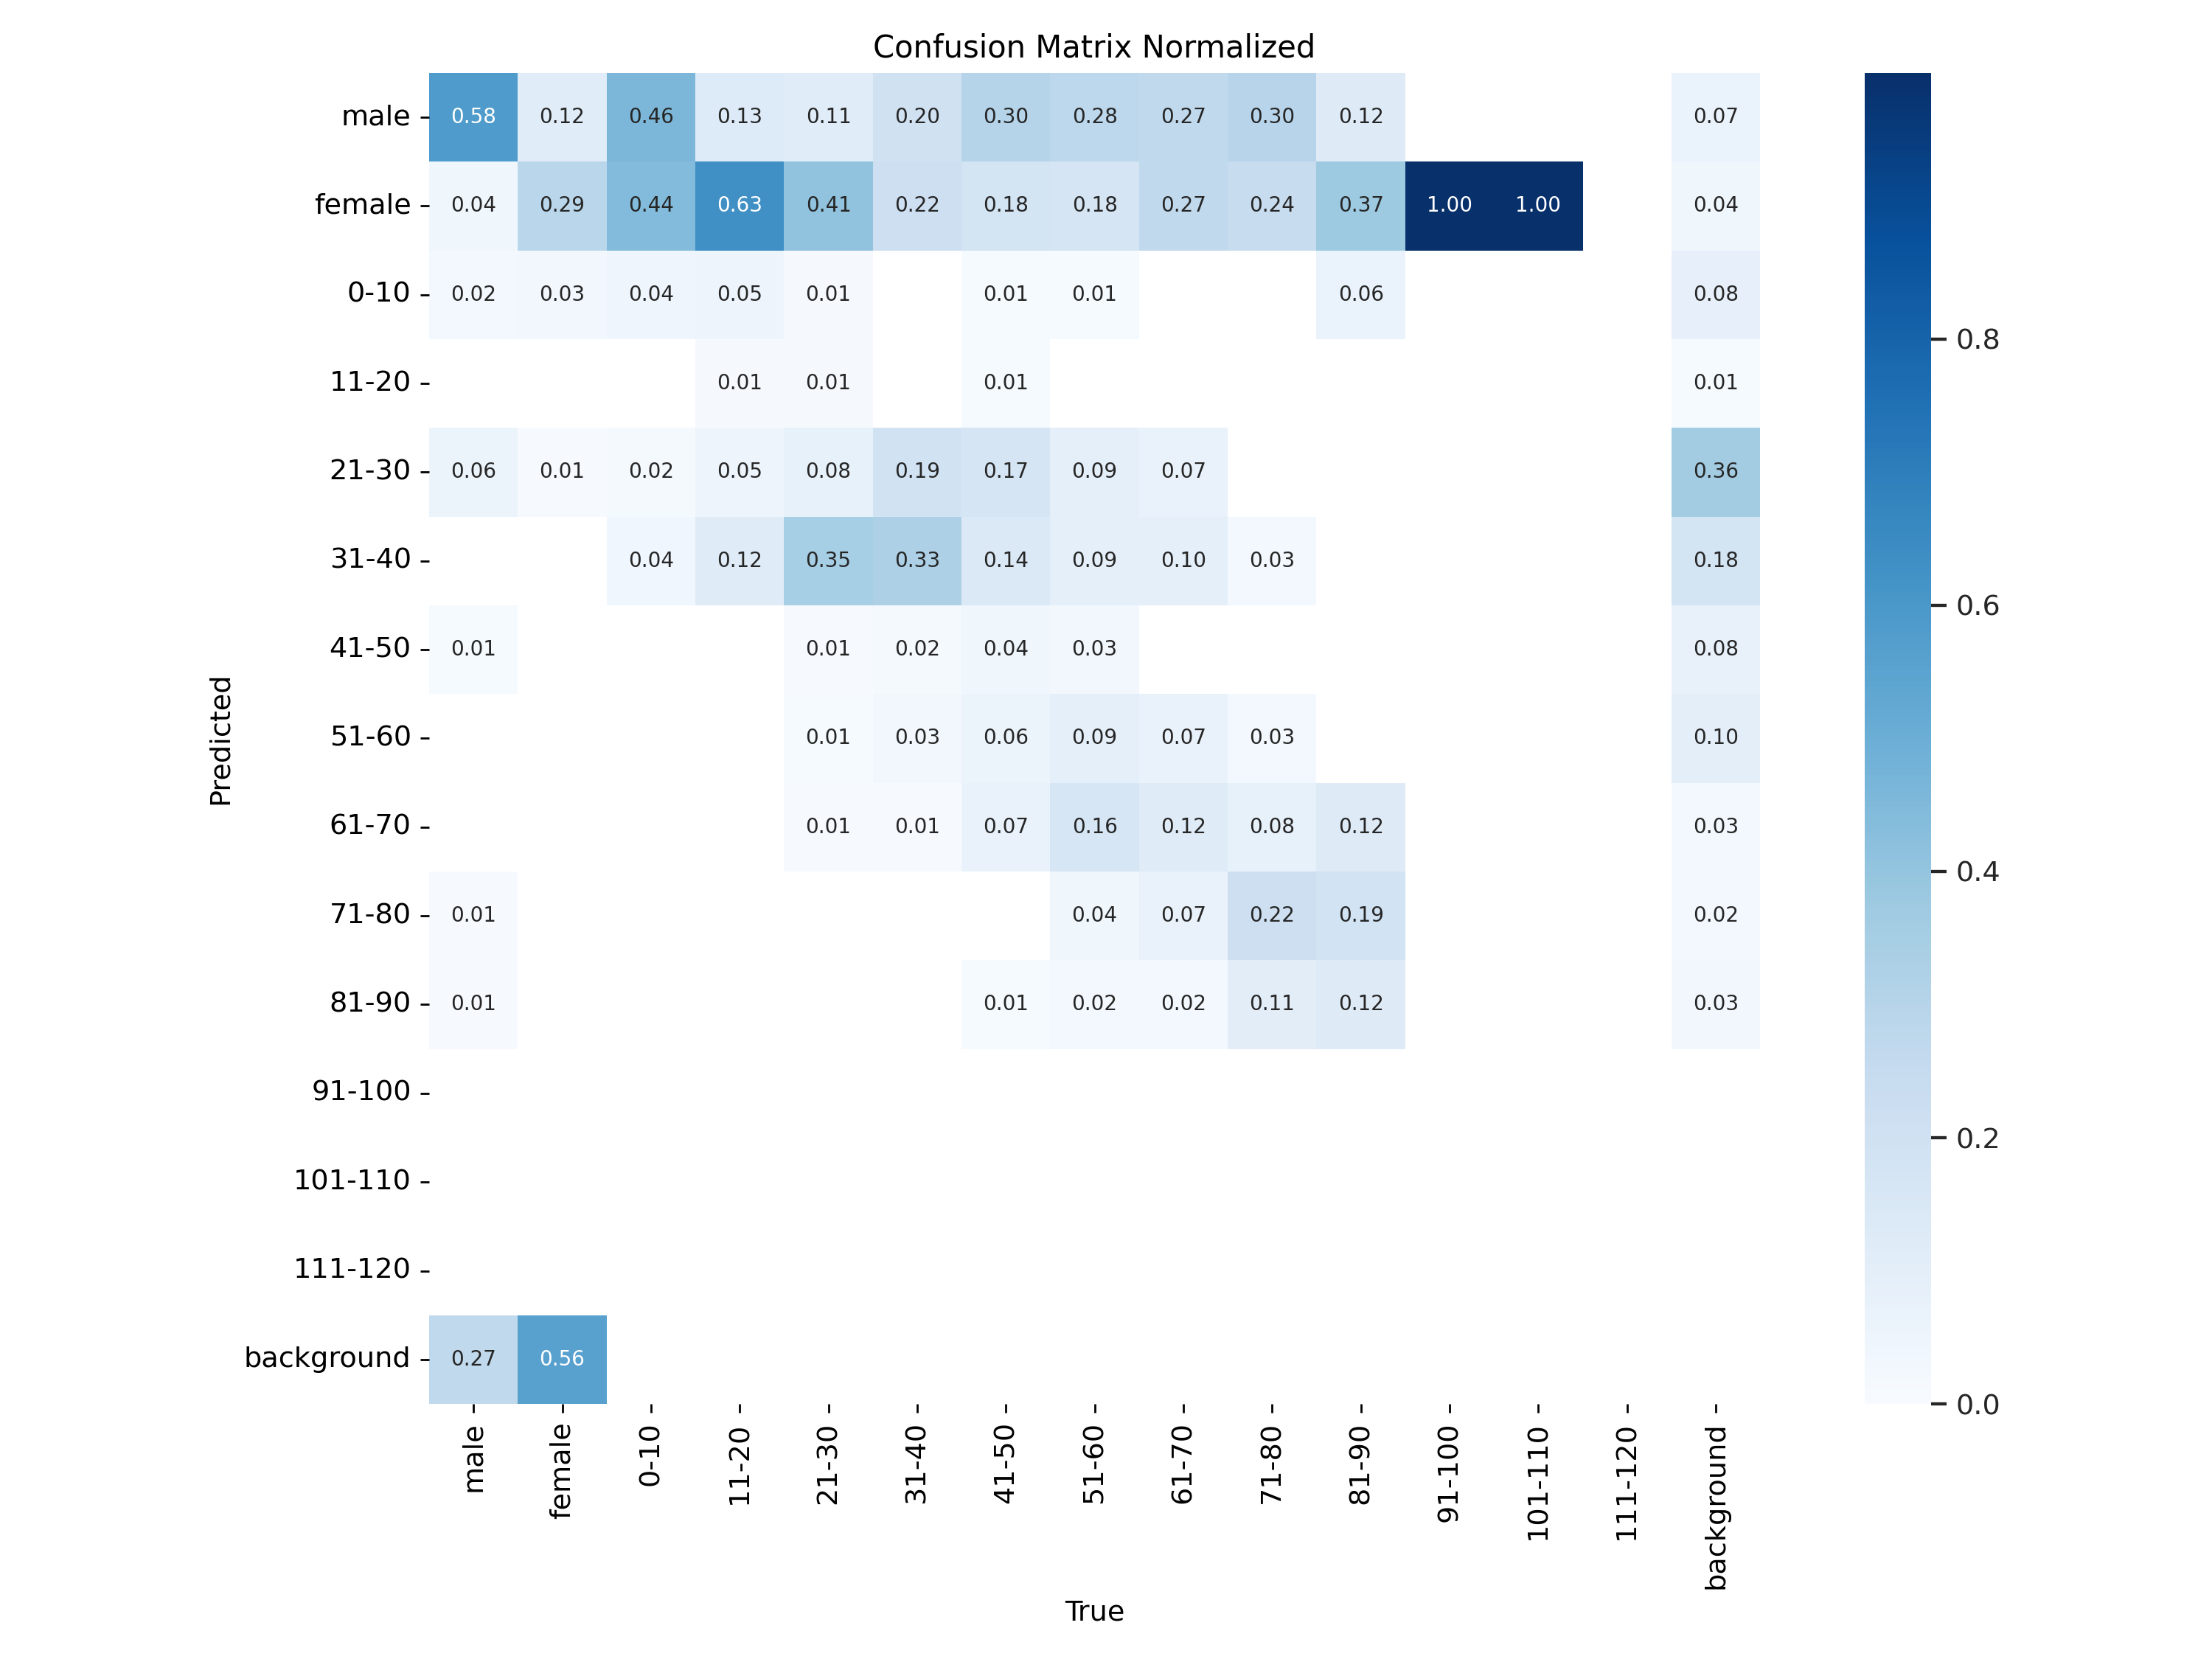 Confusion Matrix Normalized
male 0.58 0.12 0.46 0.13 0.11 0.20 0.30 0.28 0.27 0.30 0.12 0.07
female 0.04 0.29 0.44 0.63 0.41 0.22 0.18 0.18 0.27 0.24 0.37 1.00 1.00 0.04
0-10 0.02 0.03 0.04 0.05 0.01 0.01 0.01 0.06 0.08
11-20 0.01 0.01 0.01 0.01
21-30 0.06 0.01 0.02 0.05 0.08 0.19 0.17 0.09 0.07 0.36
31-40 0.04 0.12 0.35 0.33 0.14 0.09 0.10 0.03 0.18
41-50 0.01 0.01 0.02 0.04 0.03 0.08
51-60 0.01 0.03 0.06 0.09 0.07 0.03 0.10
61-70 0.01 0.01 0.07 0.16 0.12 0.08 0.12 0.03
71-80 0.01 0.04 0.07 0.22 0.19 0.02
81-90 0.01 0.01 0.02 0.02 0.11 0.12 0.03
91-100
101-110
111-120
background 0.27 0.56
Predicted
male female 0-10 11-20 21-30 31-40 41-50 51-60 61-70 71-80 81-90 91-100 101-110 111-120 background
True
0.8
0.6
0.4
0.2
0.0